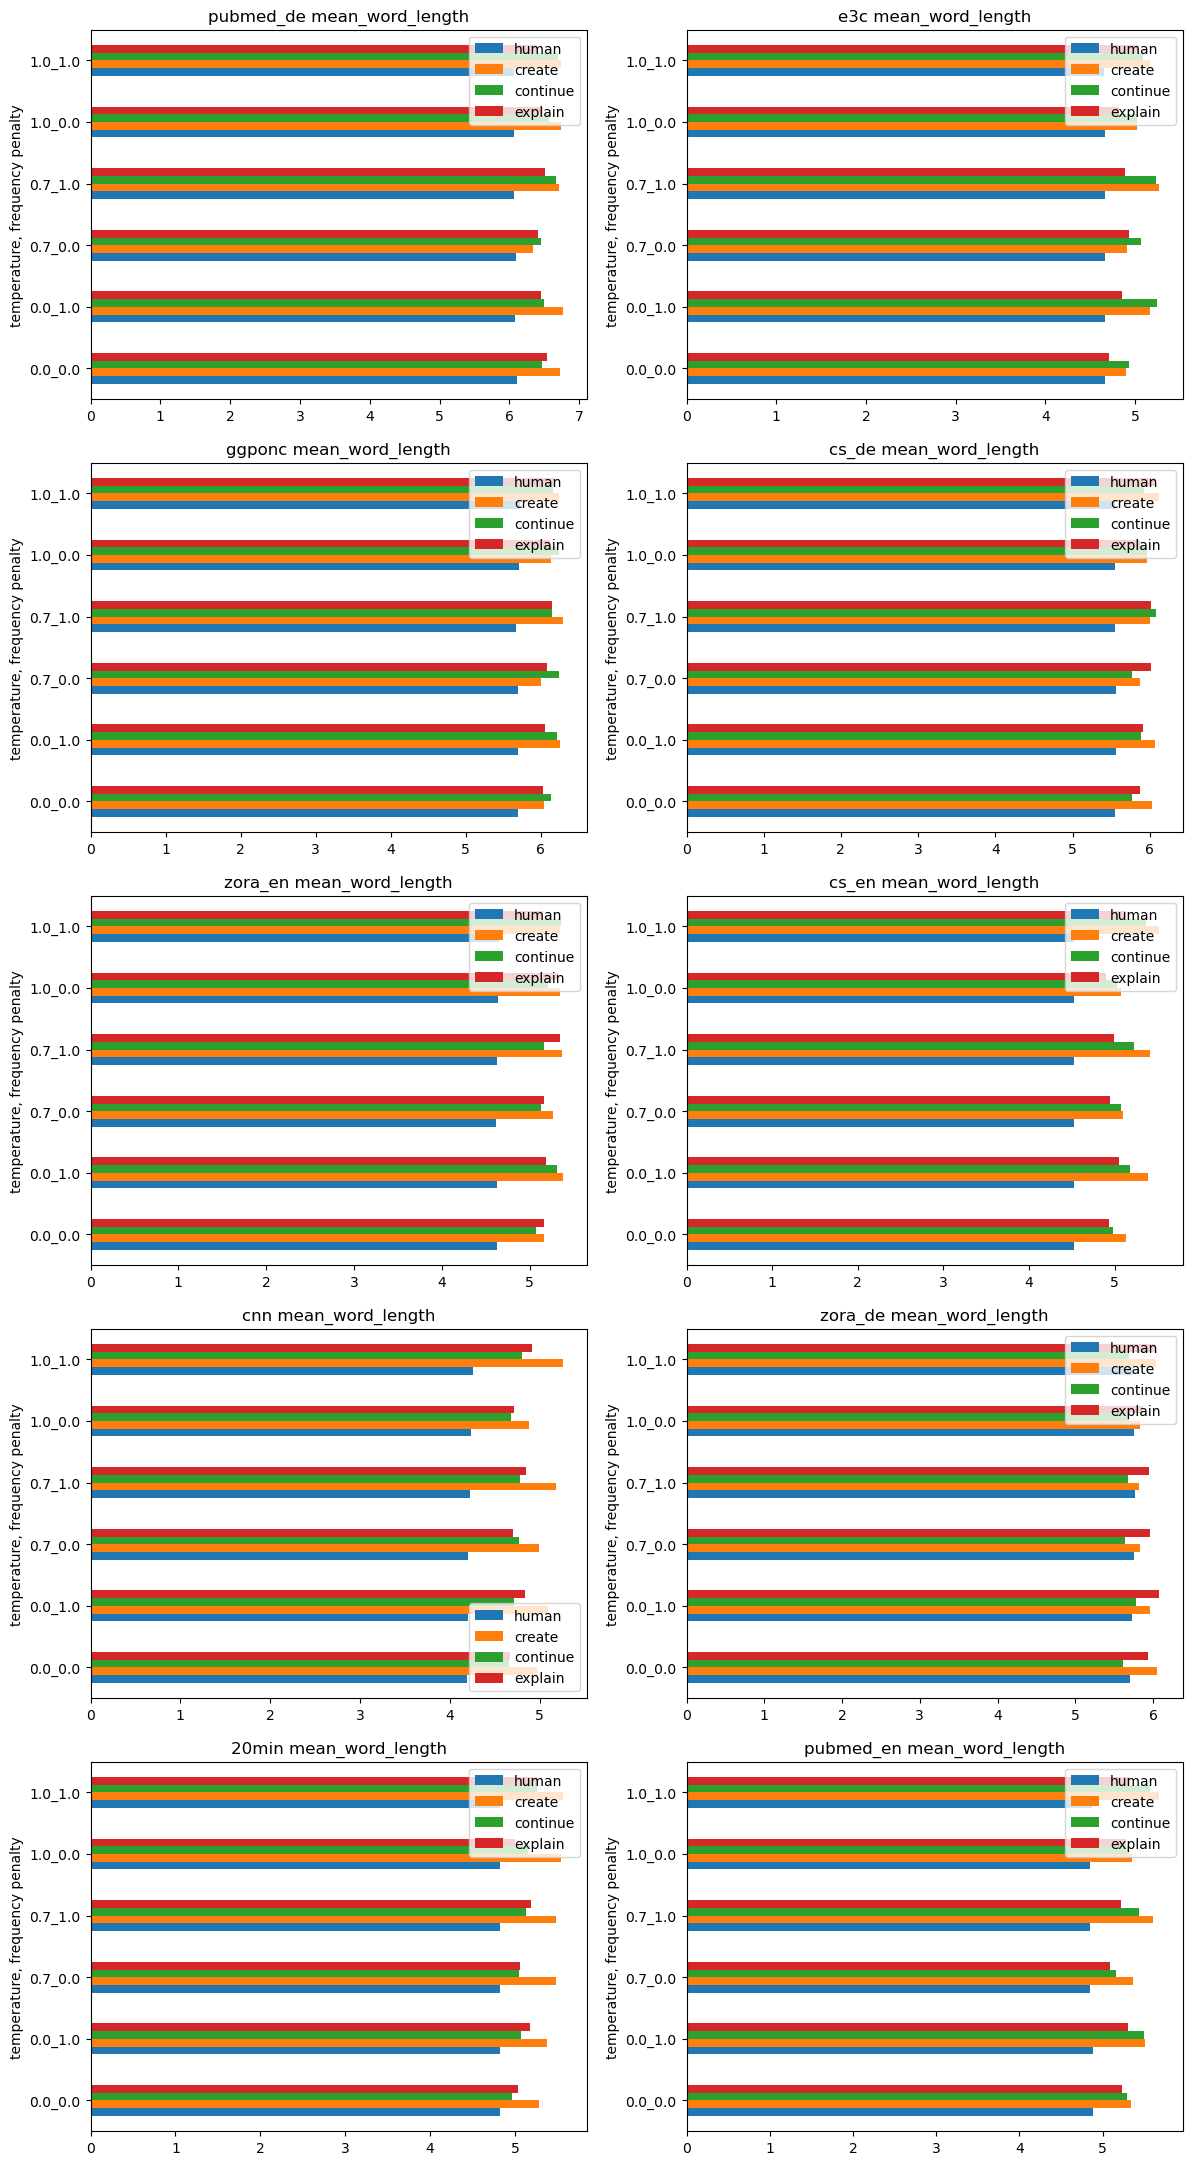 pubmed_de mean_word_length
temperature, frequency penalty
1.0_1.0
1.0_0.0
0.7_1.0
0.7_0.0
0.0_1.0
0.0_0.0
0 1 2 3 4 5 6 7
human
create
continue
explain
e3c mean_word_length
temperature, frequency penalty
1.0_1.0
1.0_0.0
0.7_1.0
0.7_0.0
0.0_1.0
0.0_0.0
0 1 2 3 4 5
human
create
continue
explain
ggponc mean_word_length
temperature, frequency penalty
1.0_1.0
1.0_0.0
0.7_1.0
0.7_0.0
0.0_1.0
0.0_0.0
0 1 2 3 4 5 6
human
create
continue
explain
cs_de mean_word_length
temperature, frequency penalty
1.0_1.0
1.0_0.0
0.7_1.0
0.7_0.0
0.0_1.0
0.0_0.0
0 1 2 3 4 5 6
human
create
continue
explain
zora_en mean_word_length
temperature, frequency penalty
1.0_1.0
1.0_0.0
0.7_1.0
0.7_0.0
0.0_1.0
0.0_0.0
0 1 2 3 4 5
human
create
continue
explain
cs_en mean_word_length
temperature, frequency penalty
1.0_1.0
1.0_0.0
0.7_1.0
0.7_0.0
0.0_1.0
0.0_0.0
0 1 2 3 4 5
human
create
continue
explain
cnn mean_word_length
temperature, frequency penalty
1.0_1.0
1.0_0.0
0.7_1.0
0.7_0.0
0.0_1.0
0.0_0.0
0 1 2 3 4 5
human
create
continue
explain
zora_de mean_word_length
temperature, frequency penalty
1.0_1.0
1.0_0.0
0.7_1.0
0.7_0.0
0.0_1.0
0.0_0.0
0 1 2 3 4 5 6
human
create
continue
explain
20min mean_word_length
temperature, frequency penalty
1.0_1.0
1.0_0.0
0.7_1.0
0.7_0.0
0.0_1.0
0.0_0.0
0 1 2 3 4 5
human
create
continue
explain
pubmed_en mean_word_length
temperature, frequency penalty
1.0_1.0
1.0_0.0
0.7_1.0
0.7_0.0
0.0_1.0
0.0_0.0
0 1 2 3 4 5
human
create
continue
explain